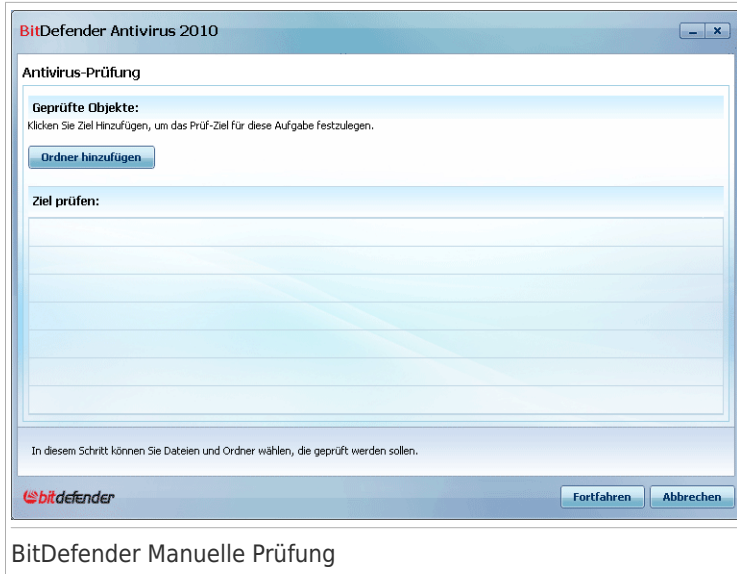 BitDefender Antivirus 2010
Antivirus-Prüfung
Geprüfte Objekte:
Klicken Sie Ziel Hinzufügen, um das Prüf-Ziel für diese Aufgabe festzulegen.
Ordner hinzufügen
Ziel prüfen:
In diesem Schritt können Sie Dateien und Ordner wählen, die geprüft werden sollen.
bitdefender
Fortfahren Abbrechen
BitDefender Manuelle Prüfung